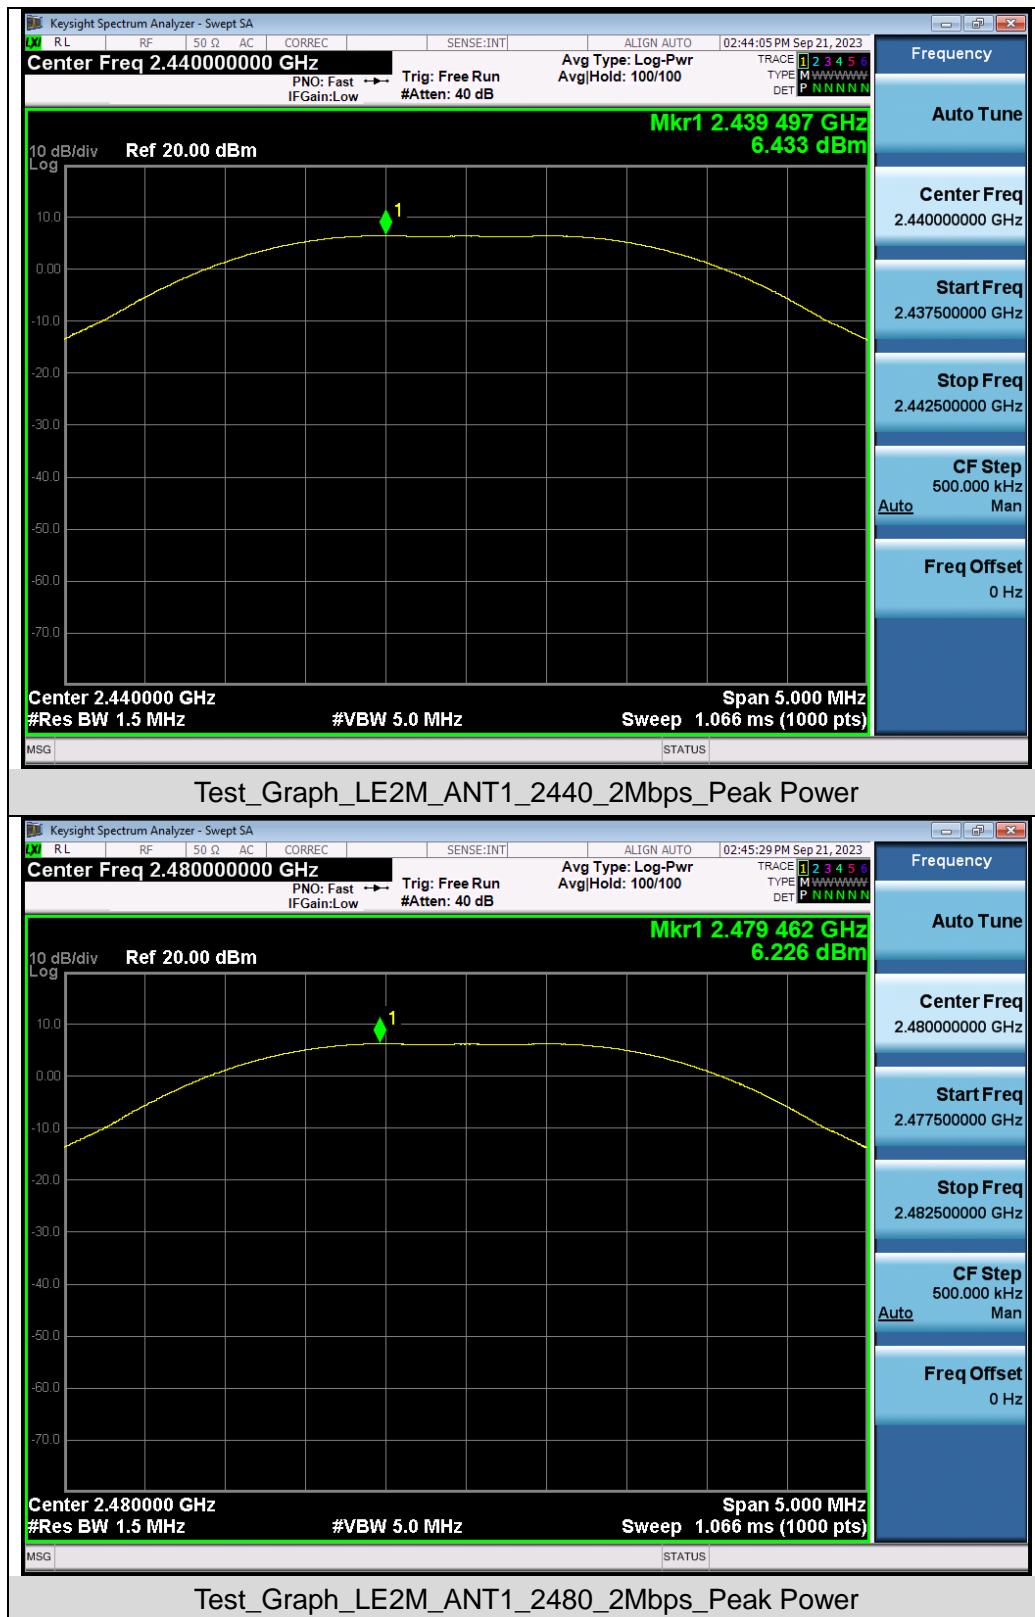 Keysight Spectrum Analyzer - Swept SA
LXI RL RF 50 Ω AC CORREC SENSE:INT ALIGN AUTO 02:44:05 PM Sep 21, 2023
Center Freq 2.440000000 GHz
PNO: Fast
IFGain:Low
Trig: Free Run
#Atten: 40 dB
Avg Type: Log-Pwr
Avg|Hold: 100/100
TRACE 1 2 3 4 5 6
TYPE M WWWWW
DET P N N N N N
Frequency
Mkr1 2.439 497 GHz
6.433 dBm
10 dB/div Ref 20.00 dBm
Log
1
10.0
0.00
-10.0
-20.0
-30.0
-40.0
-50.0
-60.0
-70.0
Center 2.440000 GHz Span 5.000 MHz
#Res BW 1.5 MHz #VBW 5.0 MHz Sweep 1.066 ms (1000 pts)
Auto Tune
Center Freq
2.440000000 GHz
Start Freq
2.437500000 GHz
Stop Freq
2.442500000 GHz
CF Step
500.000 kHz
Auto Man
Freq Offset
0 Hz
MSG STATUS
Test_Graph_LE2M_ANT1_2440_2Mbps_Peak Power
Keysight Spectrum Analyzer - Swept SA
LXI RL RF 50 Ω AC CORREC SENSE:INT ALIGN AUTO 02:45:29 PM Sep 21, 2023
Center Freq 2.480000000 GHz
PNO: Fast
IFGain:Low
Trig: Free Run
#Atten: 40 dB
Avg Type: Log-Pwr
Avg|Hold: 100/100
TRACE 1 2 3 4 5 6
TYPE M WWWWW
DET P N N N N N
Frequency
Mkr1 2.479 462 GHz
6.226 dBm
10 dB/div Ref 20.00 dBm
Log
1
10.0
0.00
-10.0
-20.0
-30.0
-40.0
-50.0
-60.0
-70.0
Center 2.480000 GHz Span 5.000 MHz
#Res BW 1.5 MHz #VBW 5.0 MHz Sweep 1.066 ms (1000 pts)
Auto Tune
Center Freq
2.480000000 GHz
Start Freq
2.477500000 GHz
Stop Freq
2.482500000 GHz
CF Step
500.000 kHz
Auto Man
Freq Offset
0 Hz
MSG STATUS
Test_Graph_LE2M_ANT1_2480_2Mbps_Peak Power